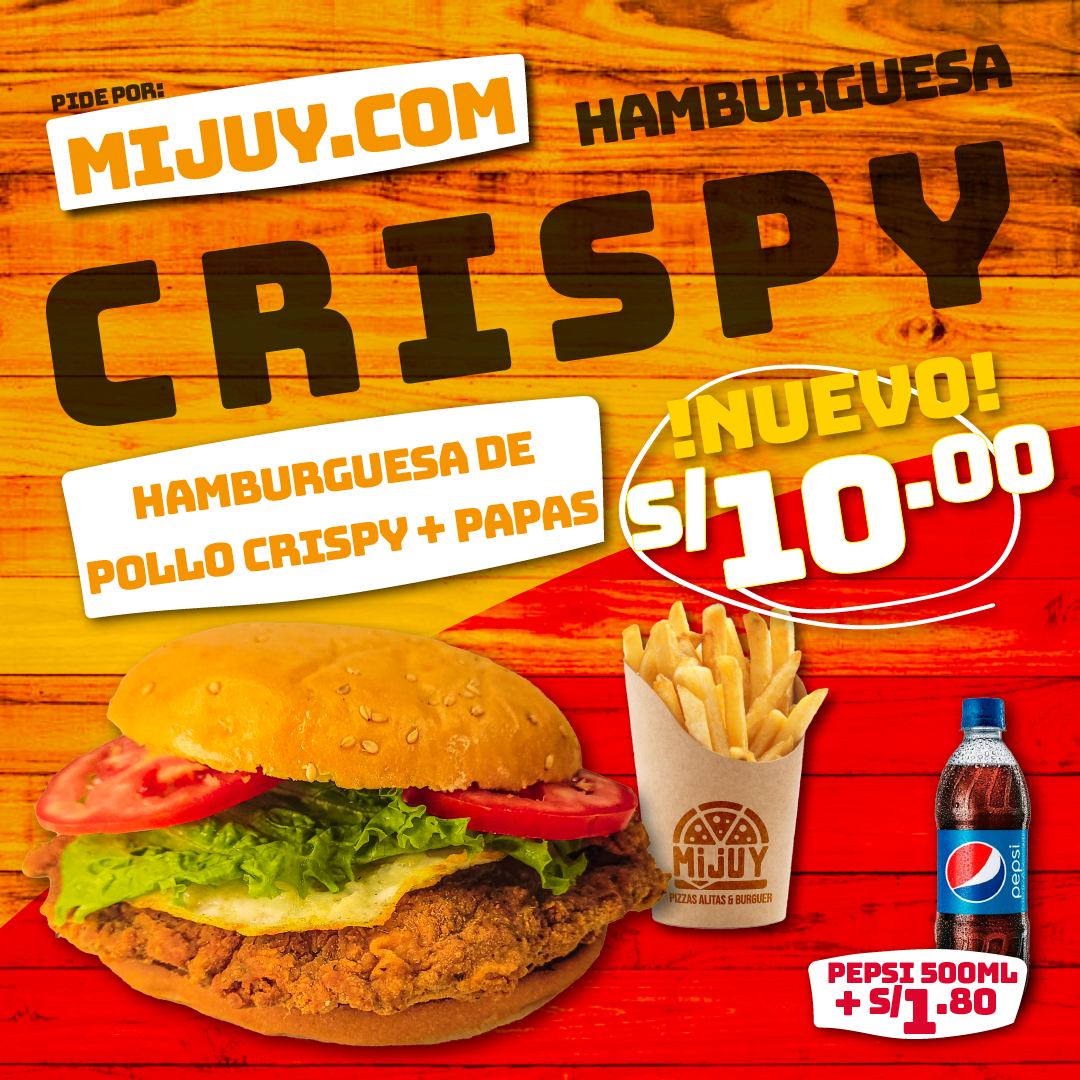 PIDE POR:
MIJUY.COM
HAMBURGUESA
CRISPY
HAMBURGUESA DE
POLLO CRISPY + PAPAS
!NUEVO!
S/10.00
MIJUY
PIZZAS ALITAS & BURGUER
pepsi
PEPSI 500ML
+ S/1.80